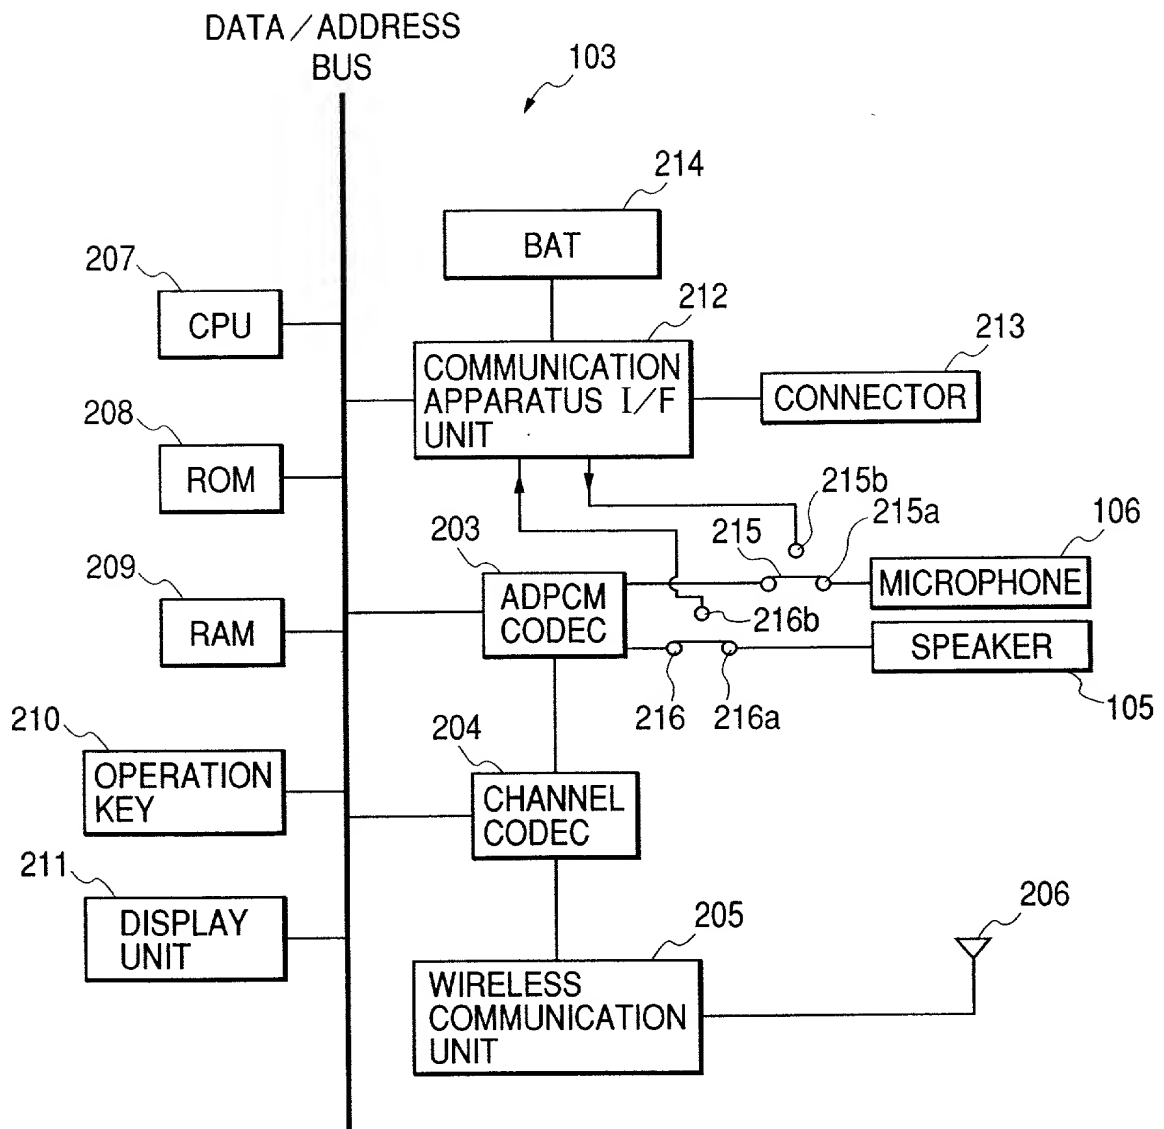 DATA / ADDRESS
BUS
103
214
BAT
207
CPU
212
COMMUNICATION
APPARATUS I/F
UNIT
213
CONNECTOR
208
ROM
215b
215a
215
106
MICROPHONE
203
ADPCM
CODEC
216b
209
RAM
SPEAKER
216
216a
105
210
OPERATION
KEY
204
CHANNEL
CODEC
211
DISPLAY
UNIT
205
WIRELESS
COMMUNICATION
UNIT
206